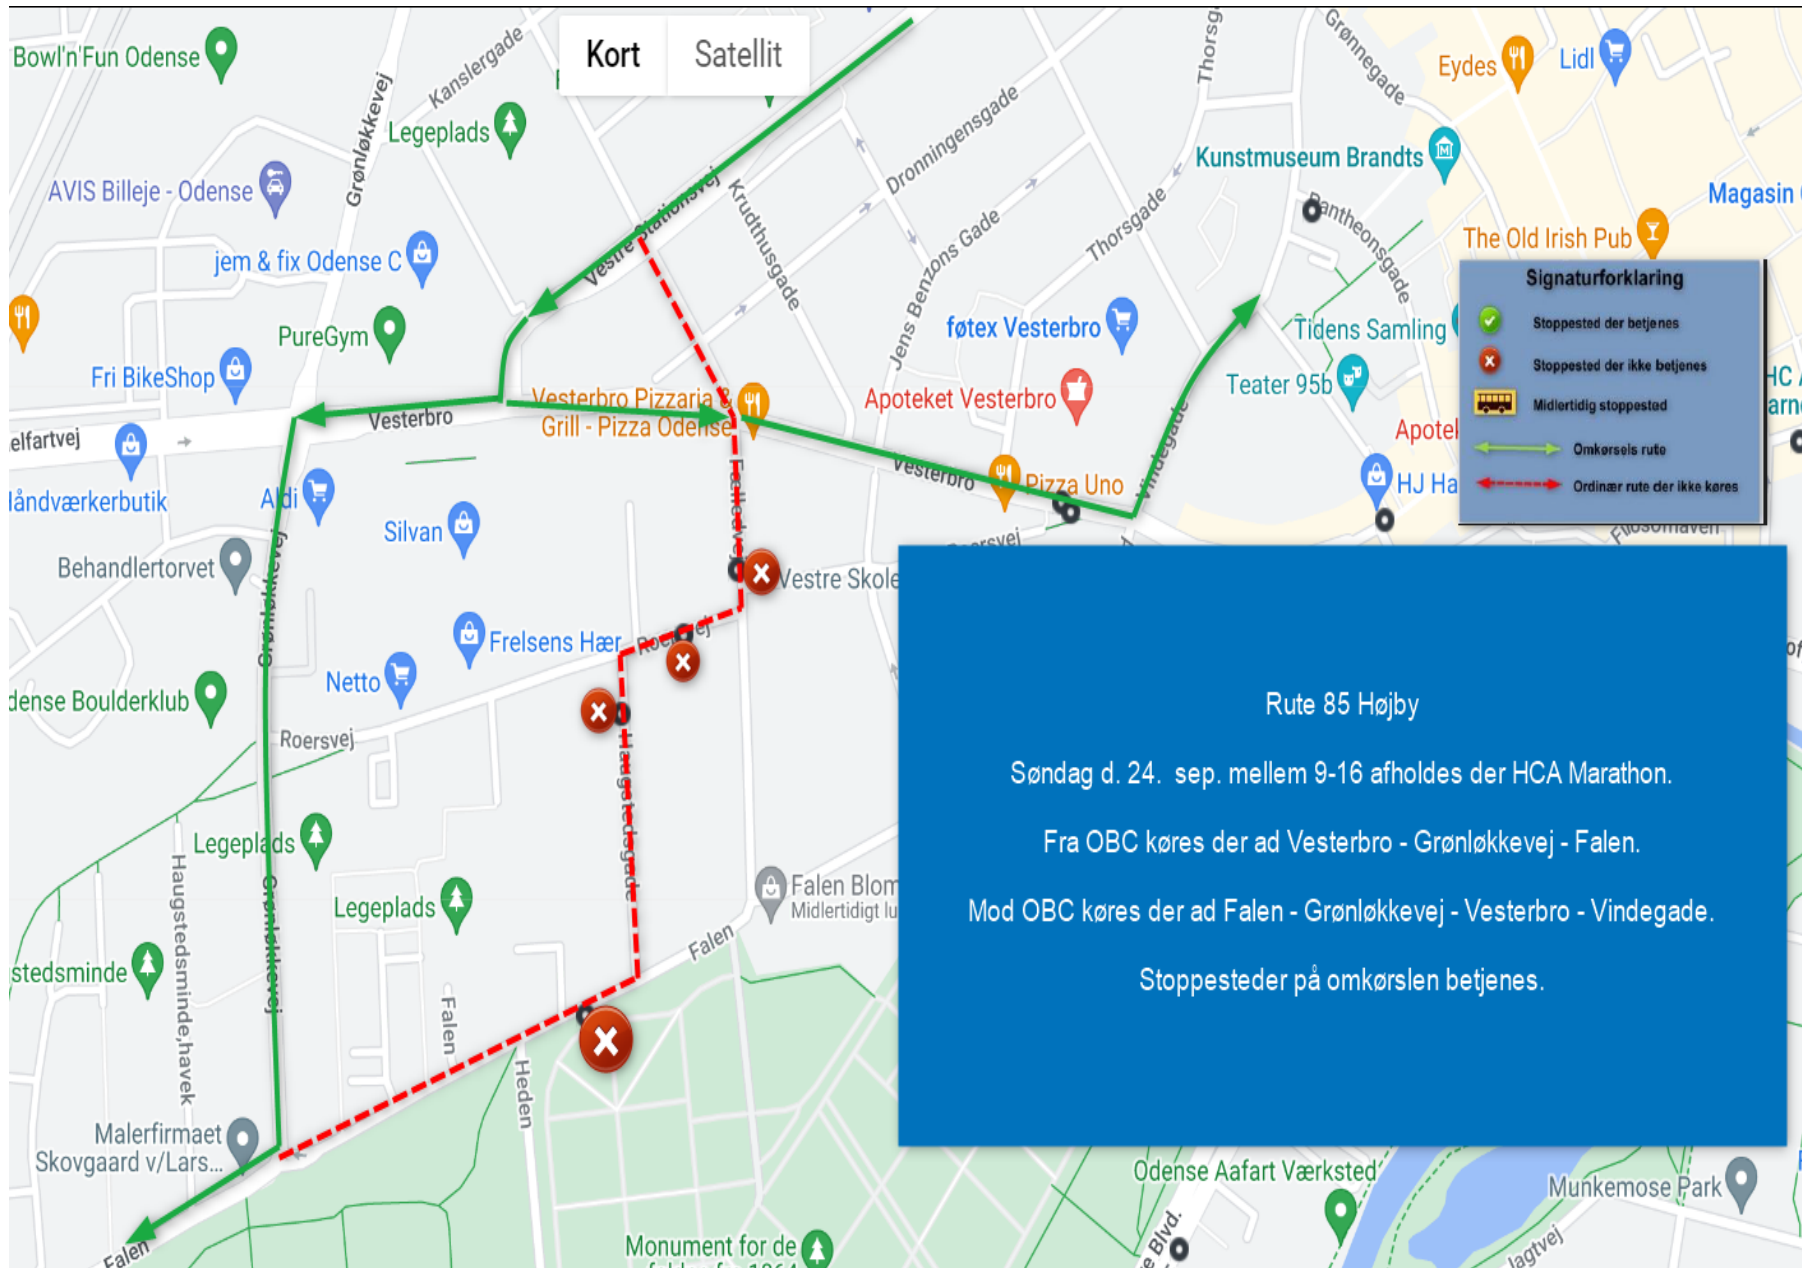 Bowl'n'Fun Odense
Kanslergade
Kort
Satellit
Grønnegade
Eydes
Lidl
Grønløkkevej
Legeplads
Dronningensgade
Kunstmuseum Brandts
AVIS Billeje - Odense
Vestre Stationsvej
Krudthusgade
Thorsgade
Pantheonsgade
Magasin
The Old Irish Pub
jem & fix Odense C
Jens Benzons Gade
PureGym
føtex Vesterbro
Tidens Samling
Fri BikeShop
Vesterbro Pizzaria &
Grill - Pizza Odense
Apoteket Vesterbro
Teater 95b
Vesterbro
elfartvej
Vindegade
Vesterbro
Pizza Uno
HJ Ha
Håndværkerbutik
Aldi
Silvan
Fælledvej
Grønløkkevej
Behandlertorvet
Vestre Skole
Frelsens Hær
Roersvej
Netto
dense Boulderklub
Roersvej
Haugstedsgade
Legeplads
Legeplads
Haugstedsminde,havek
Grønløkkevej
Falen Blom
Midlertidigt lu
Falen
stedsminde
Falen
Heden
Malerfirmaet
Skovgaard v/Lars...
Falen
Monument for de
Odense Aafart Værksted
Munkemose Park
e Blvd.
Jagtvej
Signaturforklaring
Stoppested der betjenes
Stoppested der ikke betjenes
Midlertidig stoppested
Omkørsels rute
Ordinær rute der ikke køres
Rute 85 Højby
Søndag d. 24. sep. mellem 9-16 afholdes der HCA Marathon.
Fra OBC køres der ad Vesterbro - Grønløkkevej - Falen.
Mod OBC køres der ad Falen - Grønløkkevej - Vesterbro - Vindegade.
Stoppesteder på omkørslen betjenes.